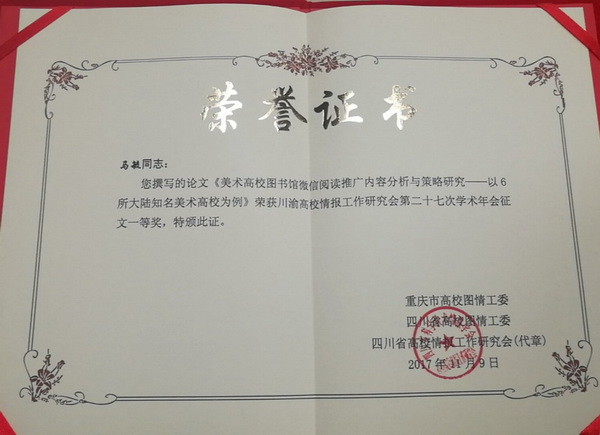 荣誉证书
马敏同志：
您撰写的论文《美术高校图书馆微信阅读推广内容分析与策略研究——以6
所大陆知名美术高校为例》荣获川渝高校情报工作研究会第二十七次学术年会征
文一等奖，特颁此证。
重庆市高校图情工委
四川省高校图情工委
四川省高校情报工作研究会(代章)
2017年11月9日